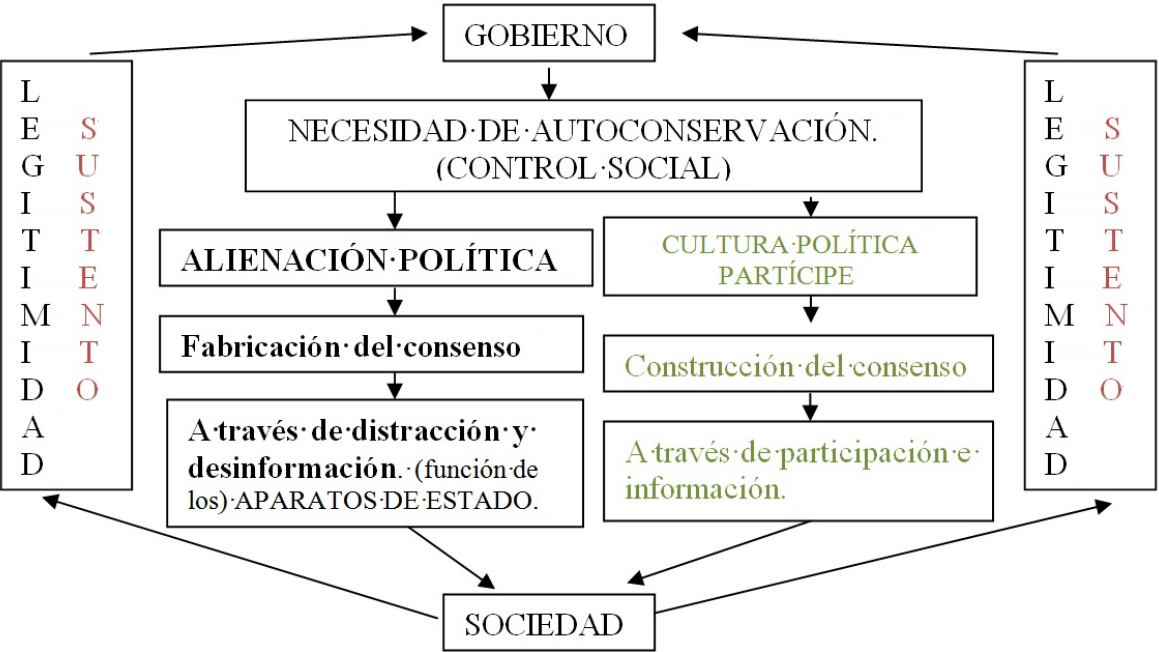 GOBIERNO
LEGITIMIDAD
SUSTENTO
NECESIDAD·DE·AUTOCONSERVACIÓN.
(CONTROL·SOCIAL)
ALIENACIÓN·POLÍTICA
Fabricación·del·consenso
A·través·de·distracción·y·
desinformación.·(función·de
los)·APARATOS·DE·ESTADO.
CULTURA·POLÍTICA
PARTÍCIPE
Construcción·del·consenso
A·través·de·participación·e·
información.
LEGITIMIDAD
SUSTENTO
SOCIEDAD